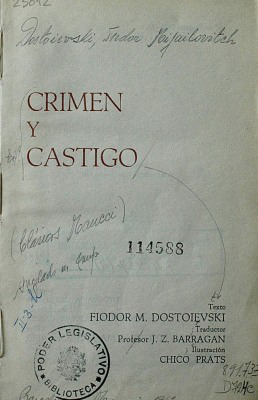 25692
Dostoievski, Fedor Mijailovitch
CRIMEN
Y
CASTIGO
(Clásicos Maucci)
114588
Texto
FIODOR M. DOSTOIEVSKI
Traductor
Profesor J. Z. BARRAGAN
Ilustración
CHICO PRATS
PODER LEGISLATIVO
BIBLIOTECA